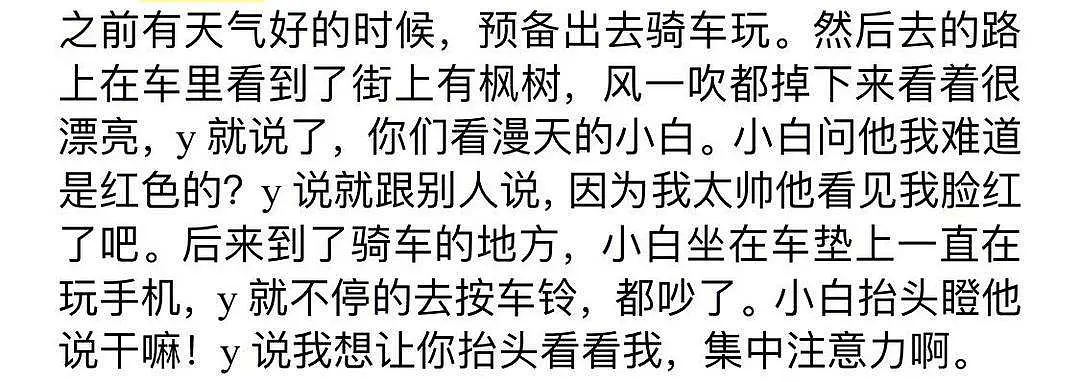 之前有天气好的时候，预备出去骑车玩。然后去的路
上在车里看到了街上有枫树，风一吹都掉下来看着很
漂亮，y 就说了，你们看漫天的小白。小白问他我难道
是红色的？y 说就跟别人说，因为我太帅他看见我脸红
了吧。后来到了骑车的地方，小白坐在车垫上一直在
玩手机，y 就不停的去按车铃，都吵了。小白抬头瞪他
说干嘛！y 说我想让你抬头看看我，集中注意力啊。